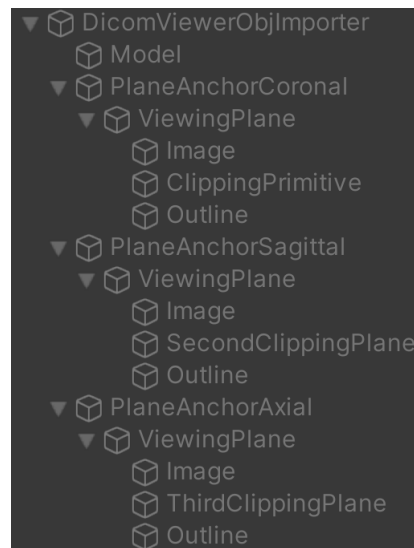 DicomViewerObjImporter
Model
PlaneAnchorCoronal
ViewingPlane
Image
ClippingPrimitive
Outline
PlaneAnchorSagittal
ViewingPlane
Image
SecondClippingPlane
Outline
PlaneAnchorAxial
ViewingPlane
Image
ThirdClippingPlane
Outline